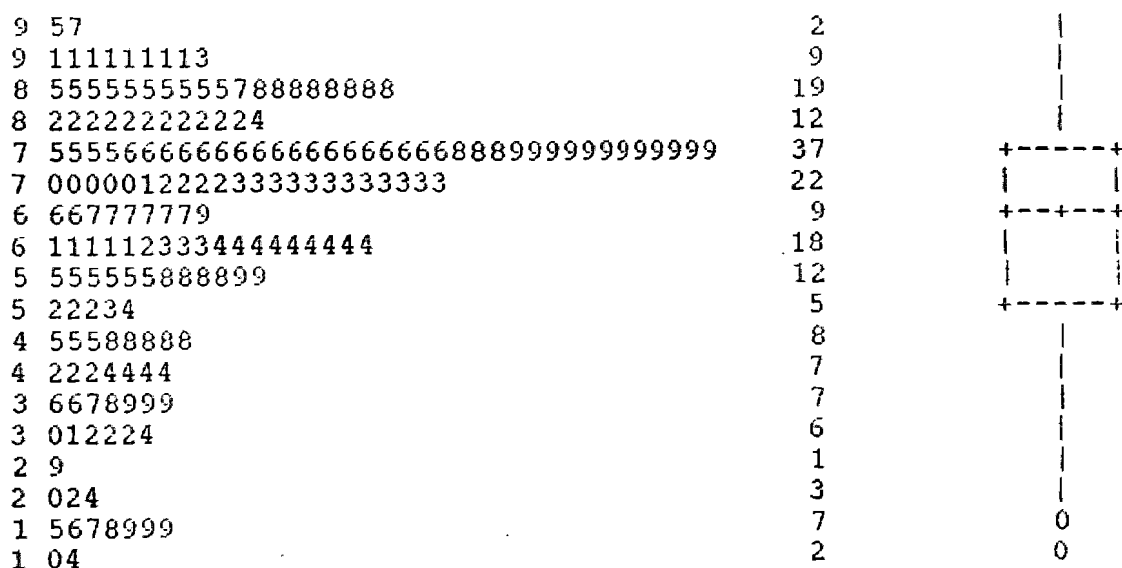 9 57 2 |
9 111111113 9 |
8 5555555555788888888 19 |
8 222222222224 12 |
7 5555666666666666666666888999999999999 37 +-----+
7 0000012222333333333333 22 | |
6 667777779 9 +--+--+
6 111112333444444444 18 | |
5 555555888899 12 | |
5 22234 5 +-----+
4 55588888 8 |
4 2224444 7 |
3 6678999 7 |
3 012224 6 |
2 9 1 |
2 024 3 |
1 5678999 7 0
1 04 2 0